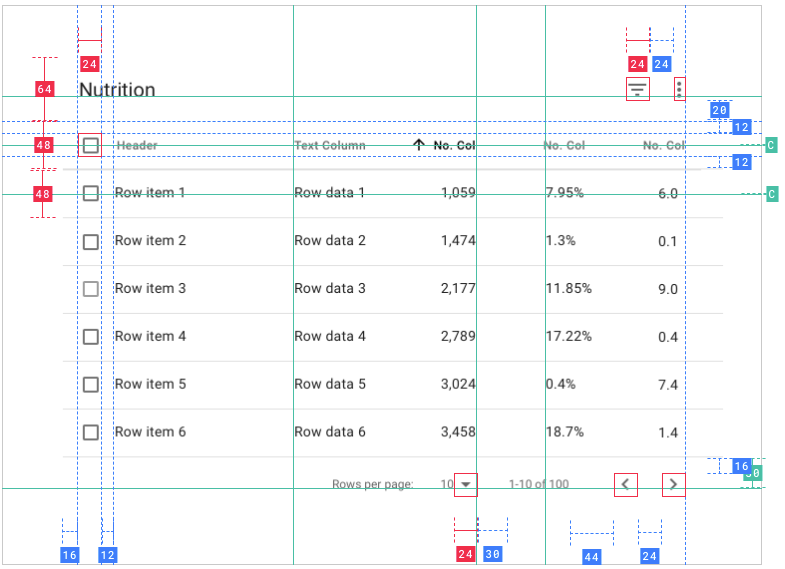 24 24 24
64 Nutrition
20
12
48 Header Text Column No. Col No. Col No. Col C
12
48 Row item 1 Row data 1 1,059 7.95% 6.0 C
Row item 2 Row data 2 1,474 1.3% 0.1
Row item 3 Row data 3 2,177 11.85% 9.0
Row item 4 Row data 4 2,789 17.22% 0.4
Row item 5 Row data 5 3,024 0.4% 7.4
Row item 6 Row data 6 3,458 18.7% 1.4
16
Rows per page: 10 1-10 of 100
16 12 24 30 44 24